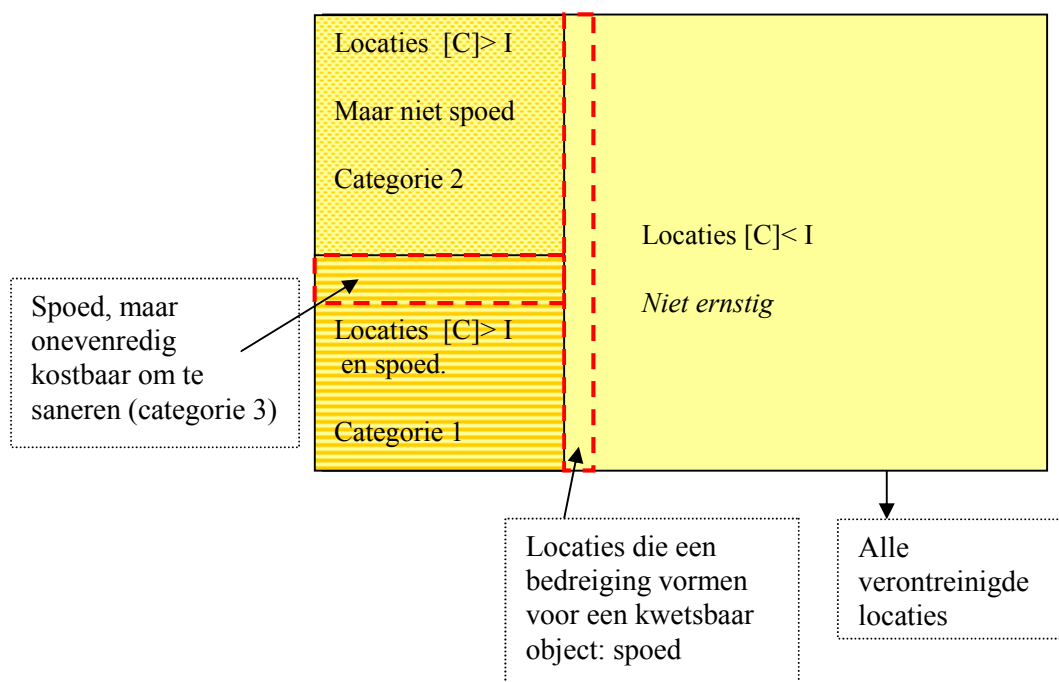 Locaties [C]> I
Maar niet spoed
Categorie 2
Locaties [C]< I
Niet ernstig
Spoed, maar
onevenredig
kostbaar om te
saneren (categorie 3)
Locaties [C]> I
en spoed.
Categorie 1
Locaties die een
bedreiging vormen
voor een kwetsbaar
object: spoed
Alle
verontreinigde
locaties